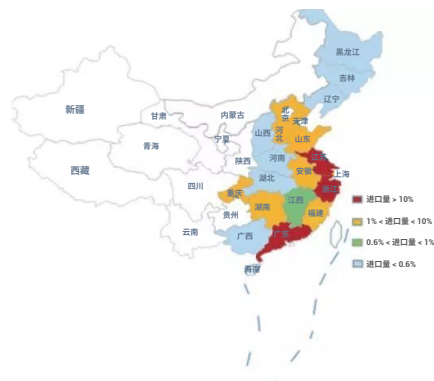 黑龙江
吉林
辽宁
新疆
甘肃
内蒙古
北京
天津
河北
山西
宁夏
青海
山东
陕西
河南
江苏
西藏
安徽
上海
四川
湖北
重庆
浙江
湖南
江西
贵州
福建
云南
广西
广东
海南
进口量 > 10%
1% < 进口量 < 10%
0.6% < 进口量 < 1%
进口量 < 0.6%